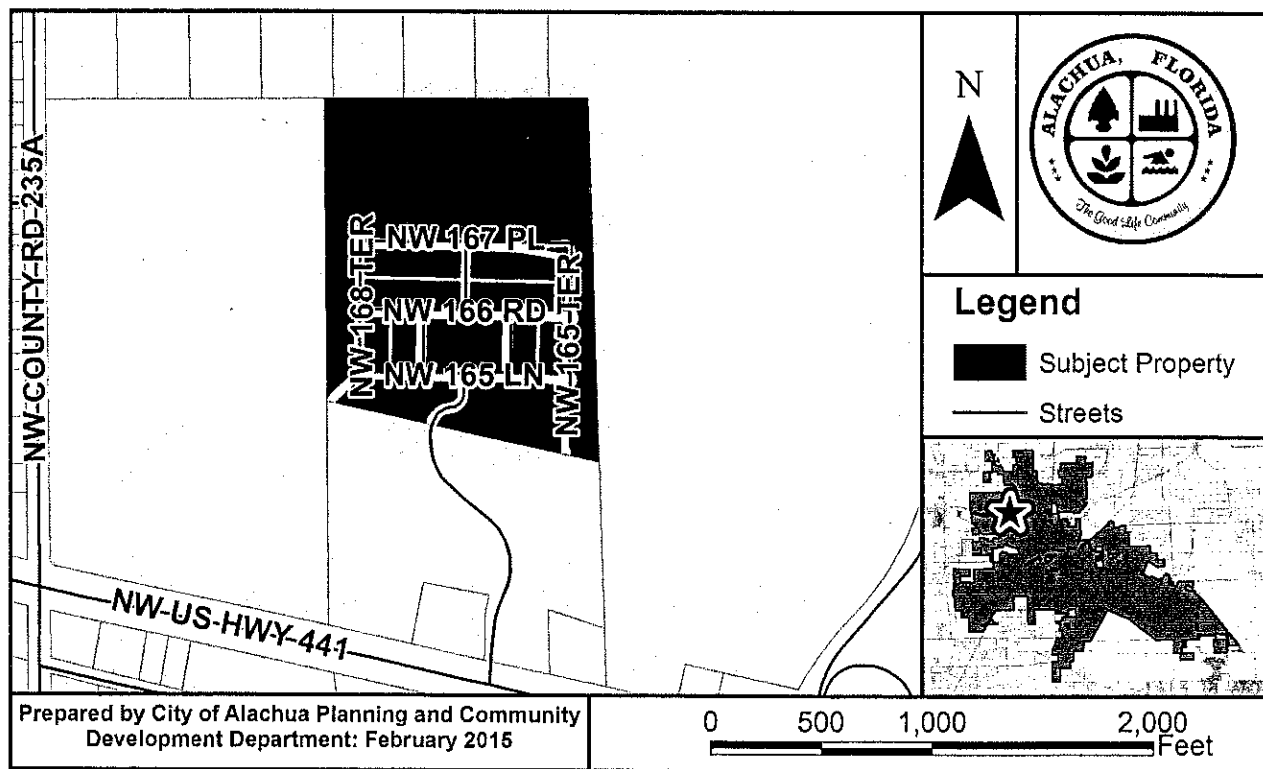 NW-COUNTY-RD-235A
NW 167 PL
NW-168-TER
NW 166 RD
NW-165-TER
NW 165 LN
NW-US-HWY-441
N
ALACHUA, FLORIDA
The Good Life Community
Legend
Subject Property
Streets
Prepared by City of Alachua Planning and Community
Development Department: February 2015
0 500 1,000 2,000
Feet